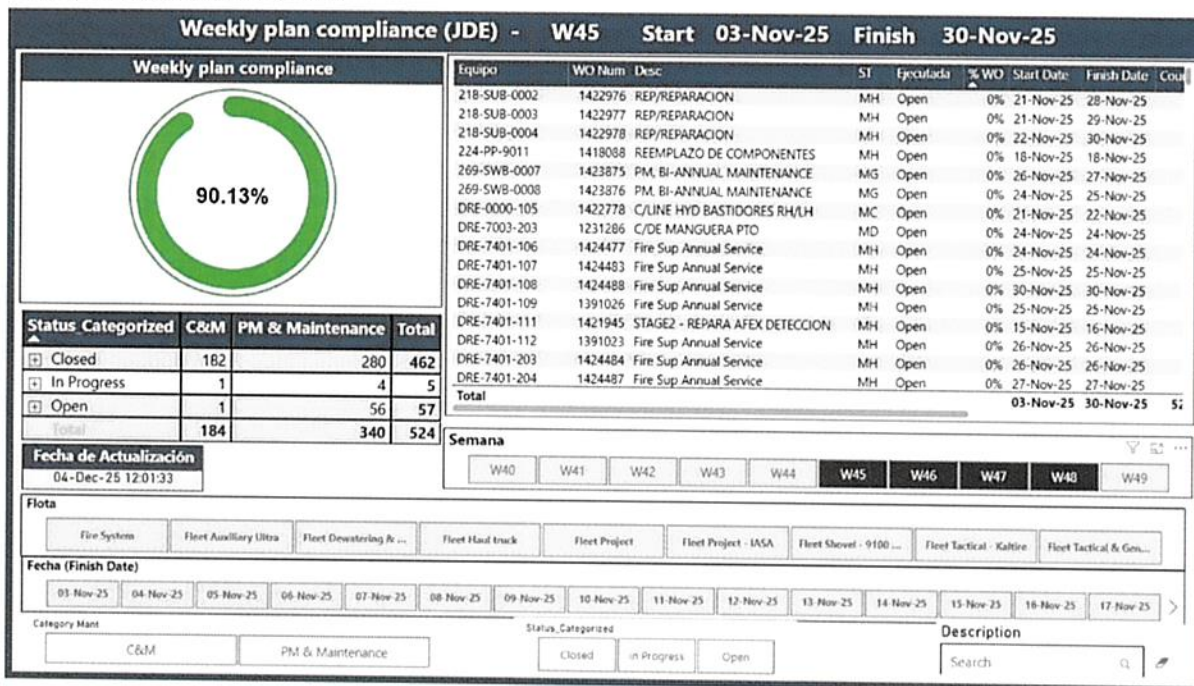 Weekly plan compliance (JDE) - W45 Start 03-Nov-25 Finish 30-Nov-25
Weekly plan compliance
90.13%
Equipo WO Num Desc ST Ejecutada % WO Start Date Finish Date Coun
218-SUB-0002 1422976 REP/REPARACION MH Open 0% 21-Nov-25 28-Nov-25
218-SUB-0003 1422977 REP/REPARACION MH Open 0% 21-Nov-25 29-Nov-25
218-SUB-0004 1422978 REP/REPARACION MH Open 0% 22-Nov-25 30-Nov-25
224-PP-9011 1418088 REEMPLAZO DE COMPONENTES MH Open 0% 18-Nov-25 18-Nov-25
269-SWB-0007 1423875 PM, BI-ANNUAL MAINTENANCE MG Open 0% 26-Nov-25 27-Nov-25
269-SWB-0008 1423876 PM, BI-ANNUAL MAINTENANCE MG Open 0% 24-Nov-25 25-Nov-25
DRE-0000-105 1422778 C/LINE HYD BASTIDORES RH/LH MC Open 0% 21-Nov-25 22-Nov-25
DRE-7003-203 1231286 C/DE MANGUERA PTO MD Open 0% 24-Nov-25 24-Nov-25
DRE-7401-106 1424477 Fire Sup Annual Service MH Open 0% 24-Nov-25 24-Nov-25
DRE-7401-107 1424483 Fire Sup Annual Service MH Open 0% 25-Nov-25 25-Nov-25
DRE-7401-108 1424488 Fire Sup Annual Service MH Open 0% 30-Nov-25 30-Nov-25
DRE-7401-109 1391026 Fire Sup Annual Service MH Open 0% 25-Nov-25 25-Nov-25
DRE-7401-111 1421945 STAGE2 - REPARA AFEX DETECCION MH Open 0% 15-Nov-25 16-Nov-25
DRE-7401-112 1391023 Fire Sup Annual Service MH Open 0% 26-Nov-25 26-Nov-25
DRE-7401-203 1424484 Fire Sup Annual Service MH Open 0% 26-Nov-25 26-Nov-25
DRE-7401-204 1424487 Fire Sup Annual Service MH Open 0% 27-Nov-25 27-Nov-25
Total 03-Nov-25 30-Nov-25 52
Status_Categorized C&M PM & Maintenance Total
Closed 182 280 462
In Progress 1 4 5
Open 1 56 57
Total 184 340 524
Fecha de Actualización
04-Dec-25 12:01:33
Semana
W40 W41 W42 W43 W44 W45 W46 W47 W48 W49
Flota
Fire System Fleet Auxiliary Ultra Fleet Dewatering & ... Fleet Haul truck Fleet Project Fleet Project - IASA Fleet Shovel - 9100 ... Fleet Tactical - Kaltire Fleet Tactical & Gen...
Fecha (Finish Date)
03-Nov-25 04-Nov-25 05-Nov-25 06-Nov-25 07-Nov-25 08-Nov-25 09-Nov-25 10-Nov-25 11-Nov-25 12-Nov-25 13-Nov-25 14-Nov-25 15-Nov-25 16-Nov-25 17-Nov-25
Category Mant
C&M PM & Maintenance
Status_Categorized
Closed In Progress Open
Description
Search